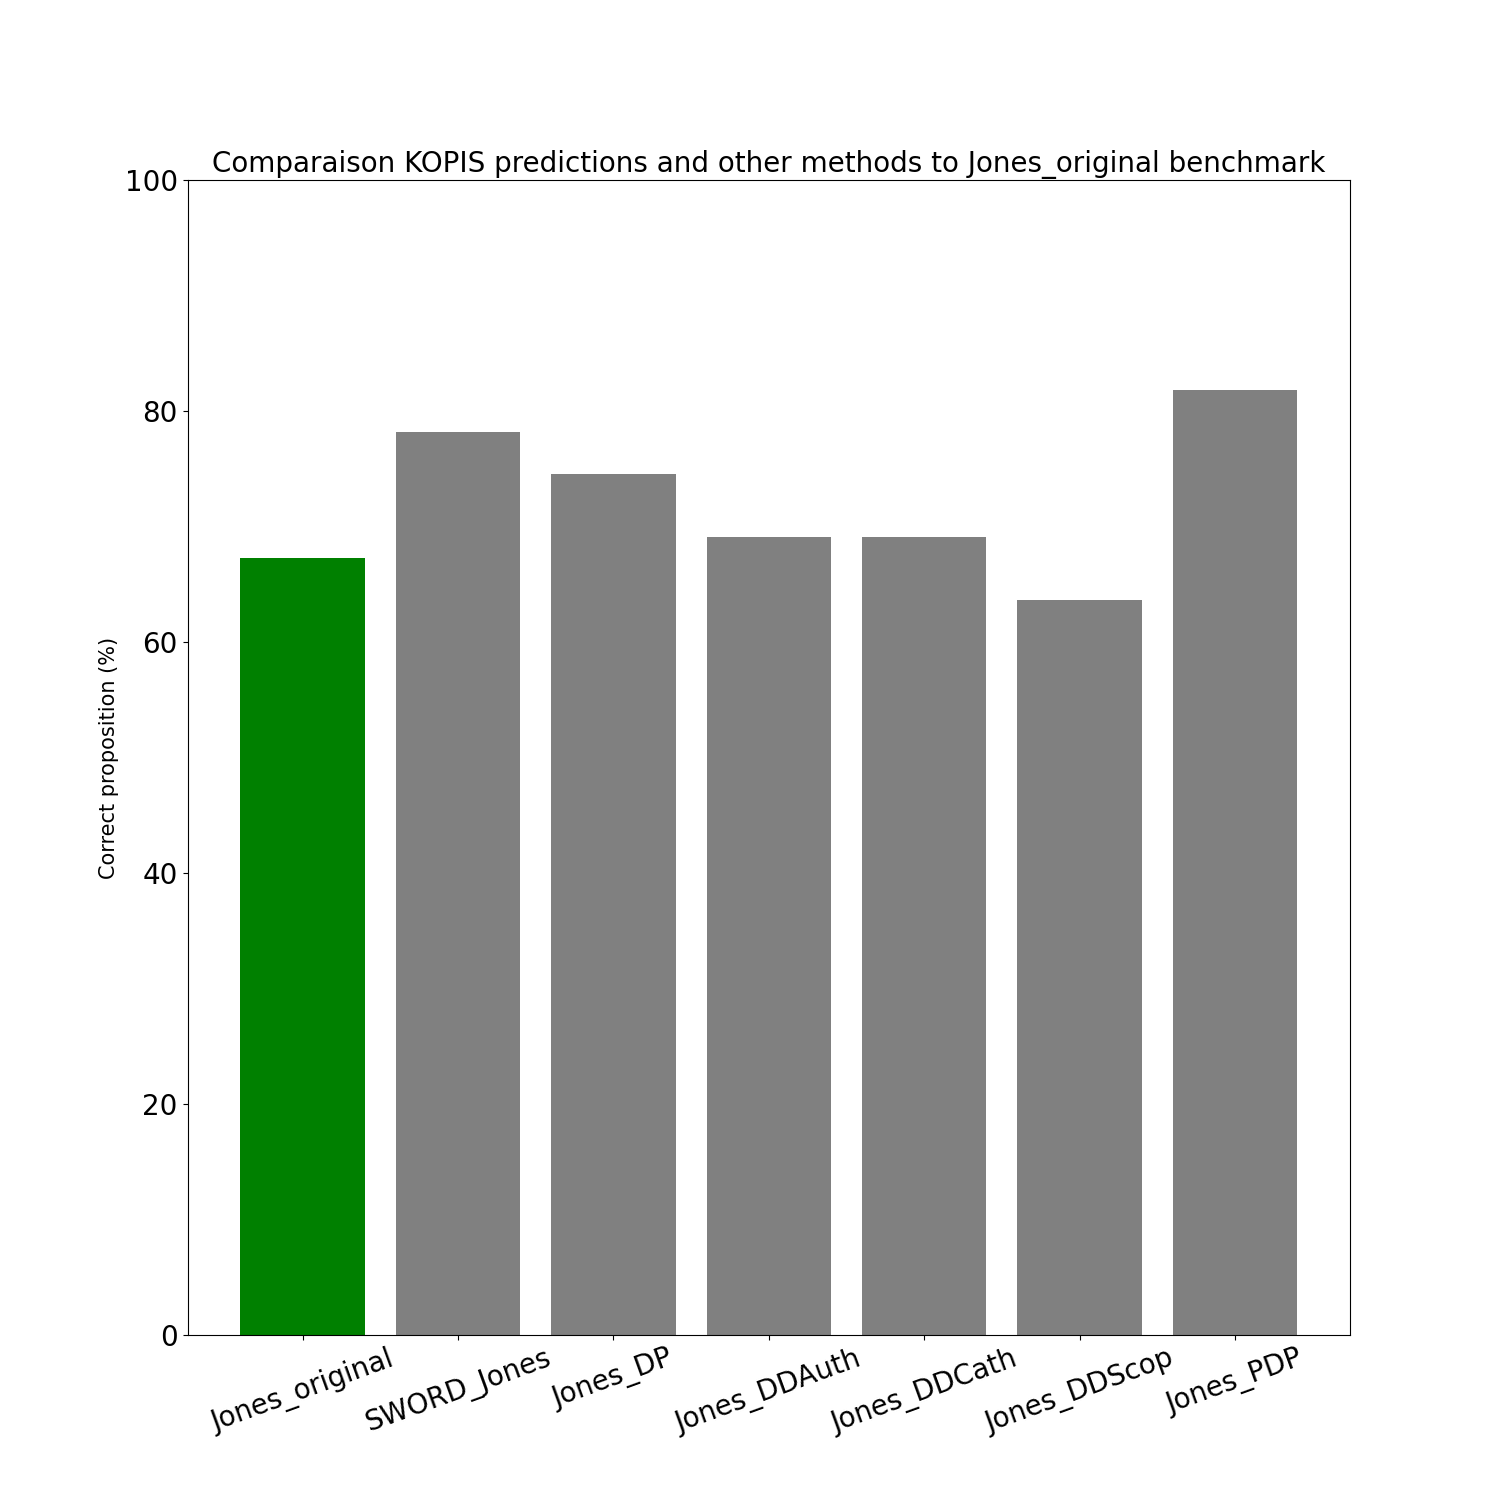 Comparaison KOPIS predictions and other methods to Jones_original benchmark
100
80
60
40
20
0
Correct proposition (%)
Jones_original
SWORD_Jones
Jones_DP
Jones_DDAuth
Jones_DDCath
Jones_DDScop
Jones_PDP